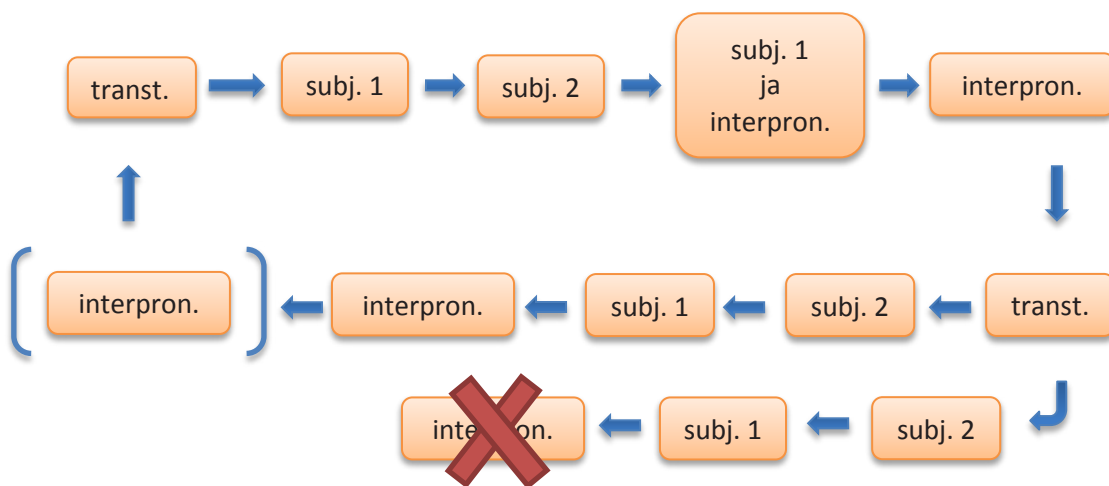 transt.
subj. 1
subj. 2
subj. 1
ja
interpron.
interpron.
transt.
subj. 2
subj. 1
interpron.
interpron.
subj. 2
subj. 1